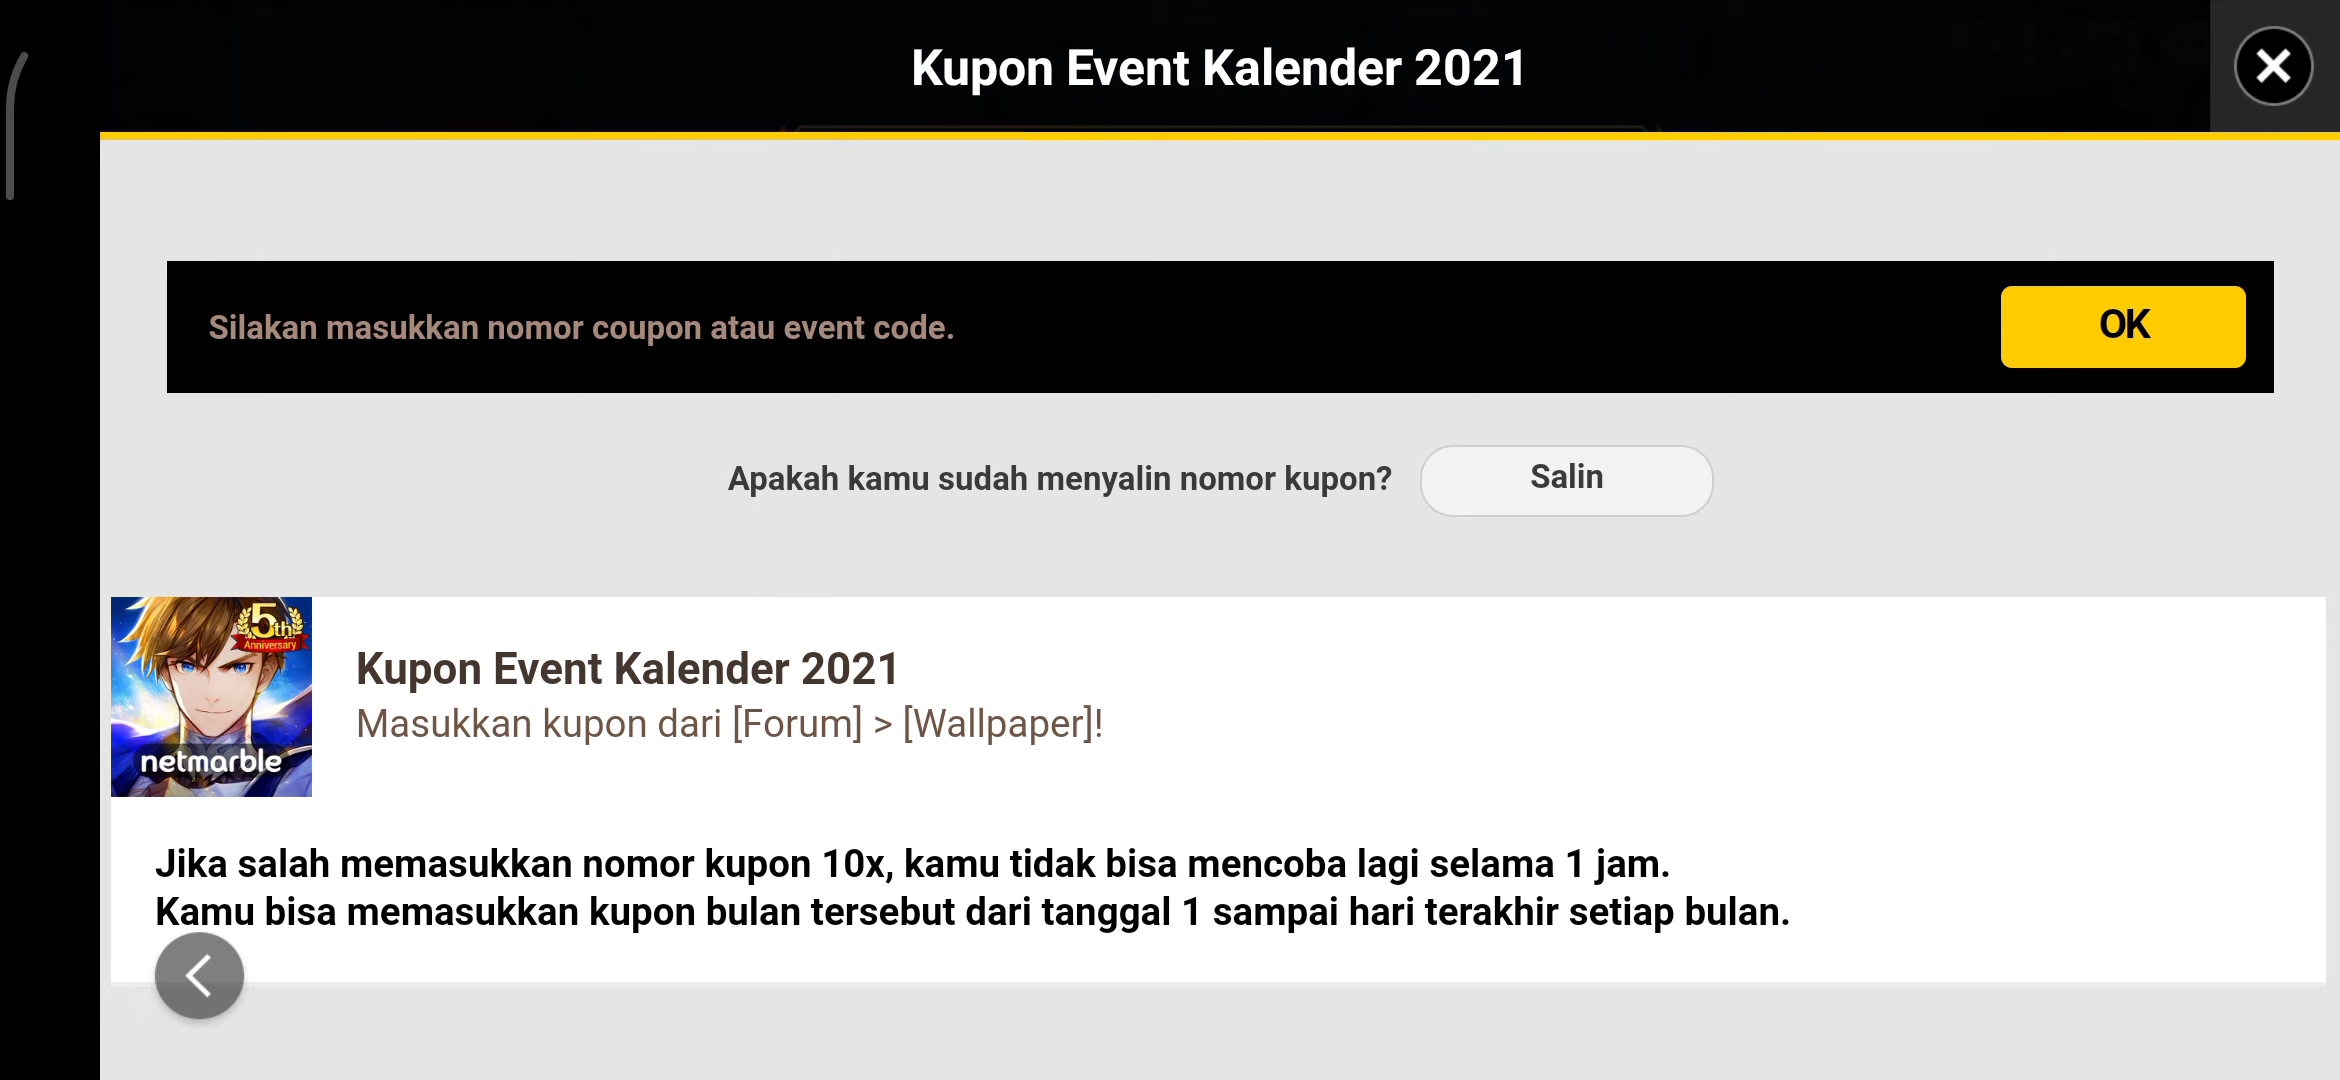 Kupon Event Kalender 2021
Silakan masukkan nomor coupon atau event code.
OK
Apakah kamu sudah menyalin nomor kupon?
Salin
5th
Anniversary
netmarble
Kupon Event Kalender 2021
Masukkan kupon dari [Forum] > [Wallpaper]!
Jika salah memasukkan nomor kupon 10x, kamu tidak bisa mencoba lagi selama 1 jam.
Kamu bisa memasukkan kupon bulan tersebut dari tanggal 1 sampai hari terakhir setiap bulan.